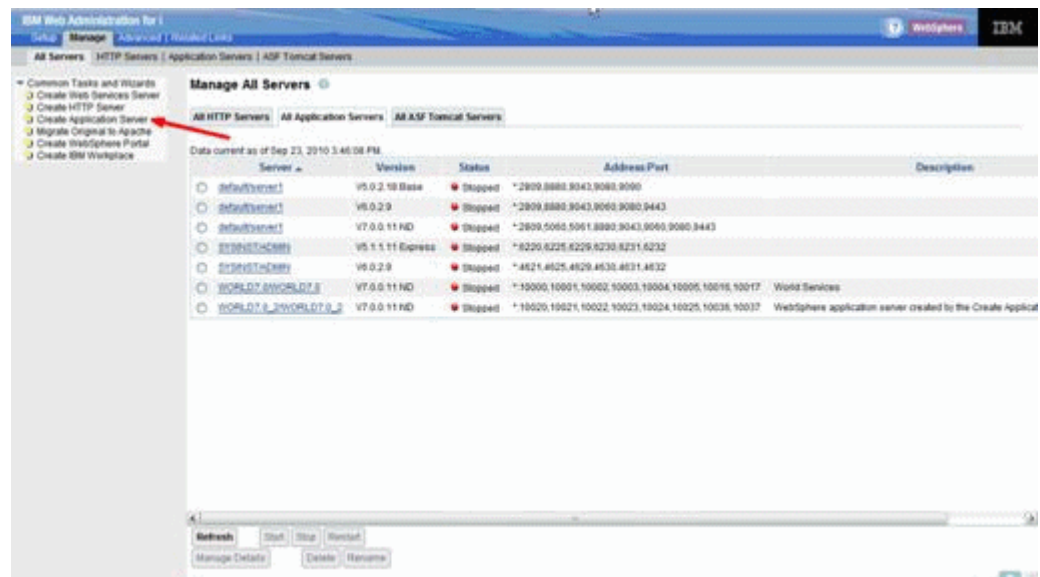 IBM Web Administration for i
Setup Manage Advanced | Related Links
WebSphere
IBM
All Servers HTTP Servers | Application Servers | ASF Tomcat Servers
Common Tasks and Wizards
Create Web Services Server
Create HTTP Server
Create Application Server
Migrate Original to Apache
Create WebSphere Portal
Create IBM Workplace
Manage All Servers
All HTTP Servers All Application Servers All ASF Tomcat Servers
Data current as of Sep 23, 2010 3:46:08 PM.
Server Version Status Address:Port Description
default/server1 V5.0.2.18 Base Stopped *:2809,8880,9043,9080,9090
default/server1 V6.0.2.9 Stopped *:2809,8880,9043,9060,9080,9443
default/server1 V7.0.0.11 ND Stopped *:2809,5060,5061,8880,9043,9060,9080,9443
SYSINST/ADMIN V5.1.1.11 Express Stopped *:6220,6225,6229,6230,6231,6232
SYSINST/ADMIN V6.0.2.9 Stopped *:4621,4625,4629,4630,4631,4632
WORLD7.0/WORLD7.0 V7.0.0.11 ND Stopped *:10000,10001,10002,10003,10004,10005,10016,10017 World Services
WORLD7.0_2/WORLD7.0_2 V7.0.0.11 ND Stopped *:10020,10021,10022,10023,10024,10025,10036,10037 WebSphere application server created by the Create Applicat
Refresh Start Stop Restart
Manage Details Delete Rename